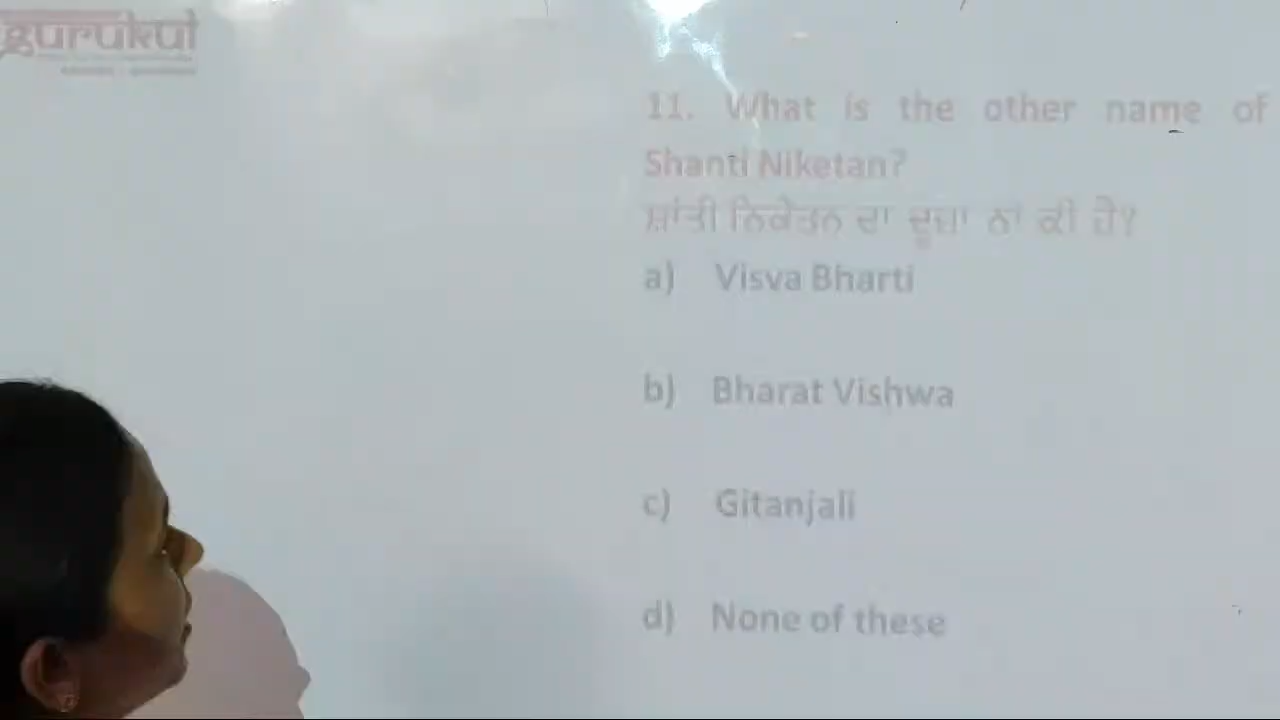 gurukul
11. What is the other name of
Shanti Niketan?
ਸ਼ਾਂਤੀ ਨਿਕੇਤਨ ਦਾ ਦੂਜਾ ਨਾਂ ਕੀ ਹੈ?
a) Visva Bharti
b) Bharat Vishwa
c) Gitanjali
d) None of these